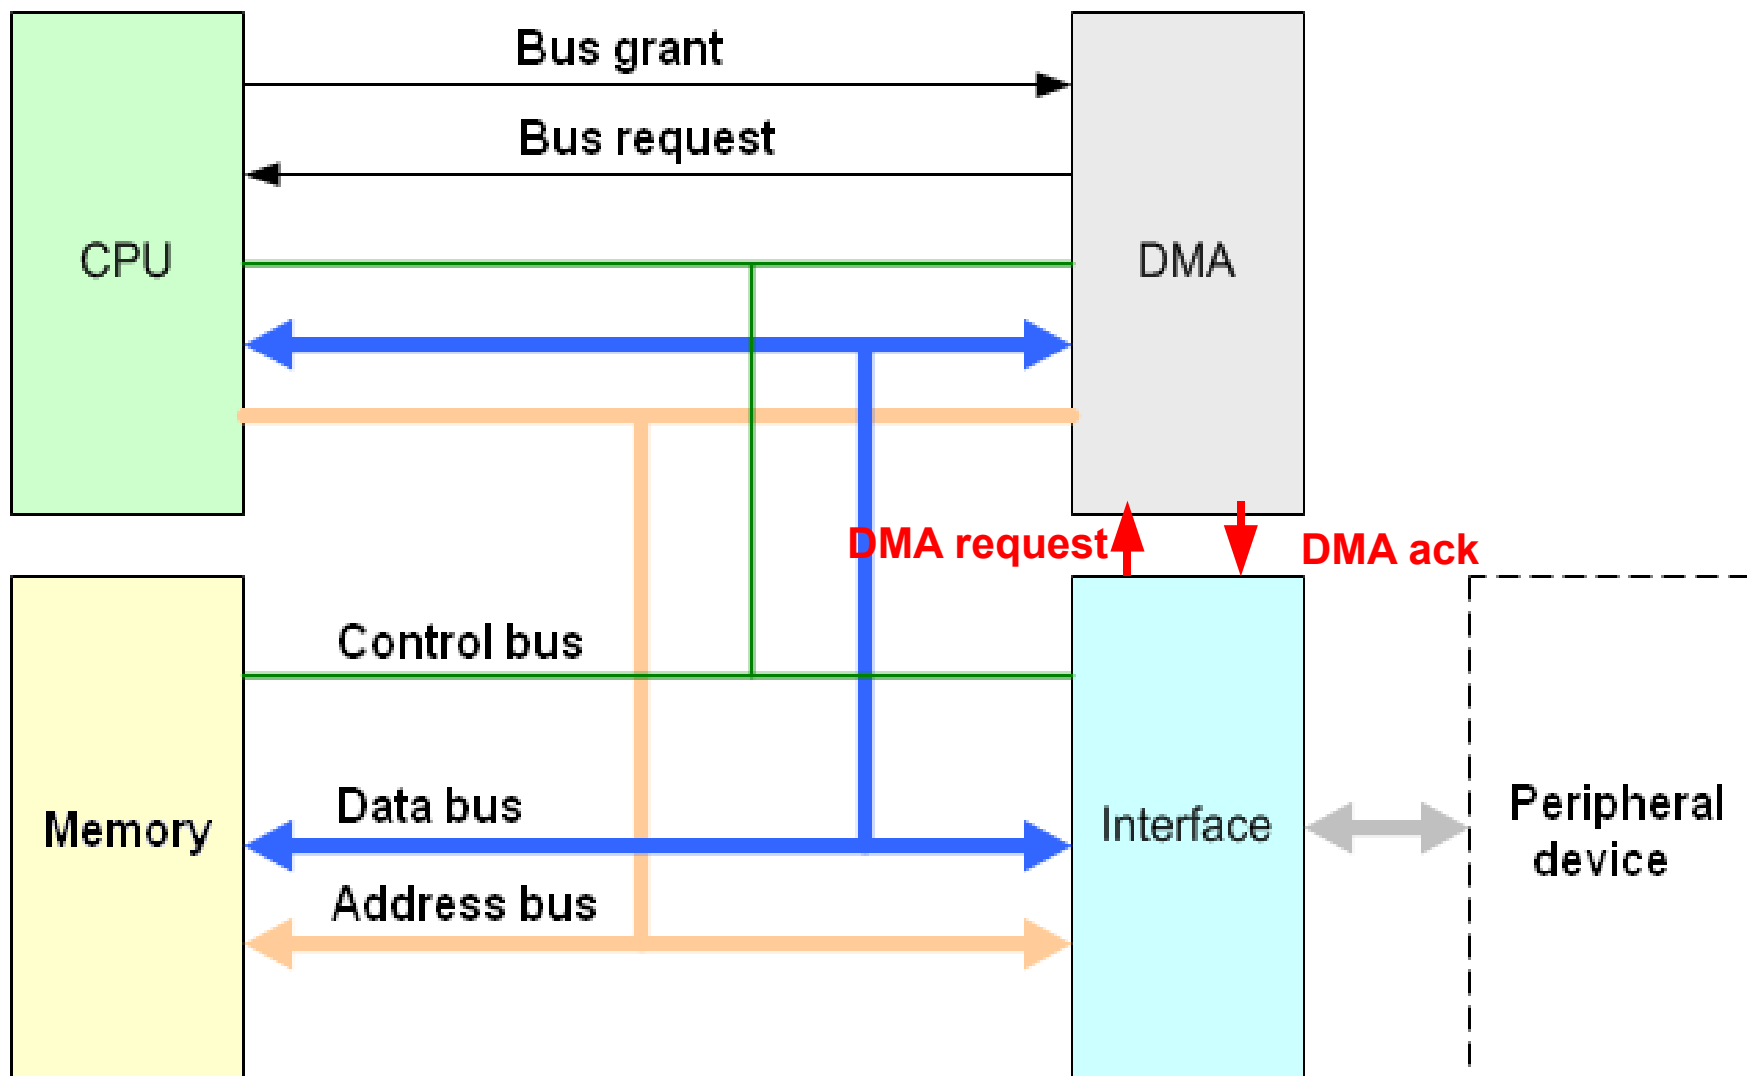 Bus grant
Bus request
CPU
DMA
DMA request
DMA ack
Control bus
Data bus
Memory
Interface
Peripheral
device
Address bus